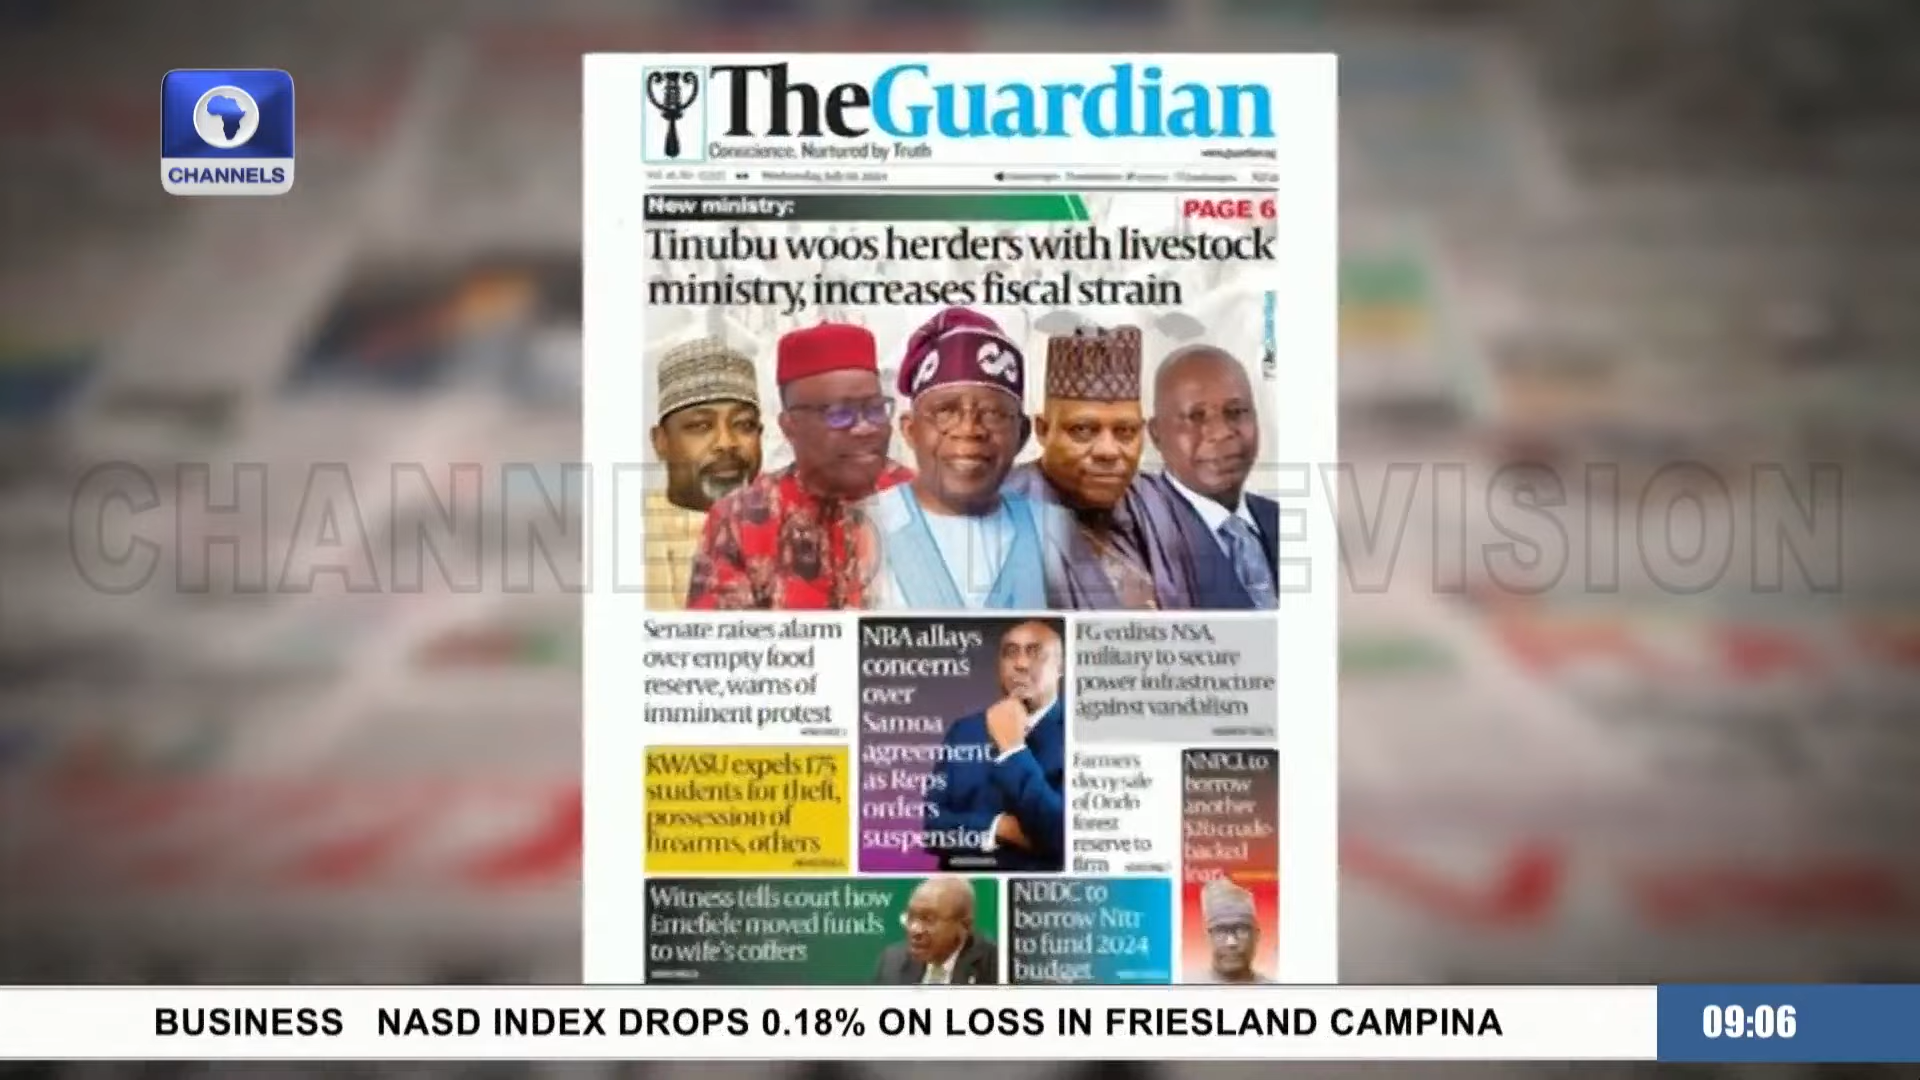 CHANNELS
TheGuardian
Conscience, Nurtured by Truth
New ministry:
PAGE 6
Tinubu woos herders with livestock
ministry, increases fiscal strain
CHANNELS TELEVISION
Senate raises alarm
over empty food
reserve, warns of
imminent protest
NBA allays
concerns
over
Samoa
agreement
as Reps
orders
suspension
FG enlists NSA,
military to secure
power infrastructure
against vandalism
KWASU expels 175
students for theft,
possession of
firearms, others
Farmers
decry sale
of Ondo
forest
reserve to
firm
NNPCL to
borrow
another
$2b crude-
backed
loan
Witness tells court how
Emefiele moved funds
to wife's coffers
NDDC to
borrow N1tr
to fund 2024
budget
BUSINESS NASD INDEX DROPS 0.18% ON LOSS IN FRIESLAND CAMPINA
09:06